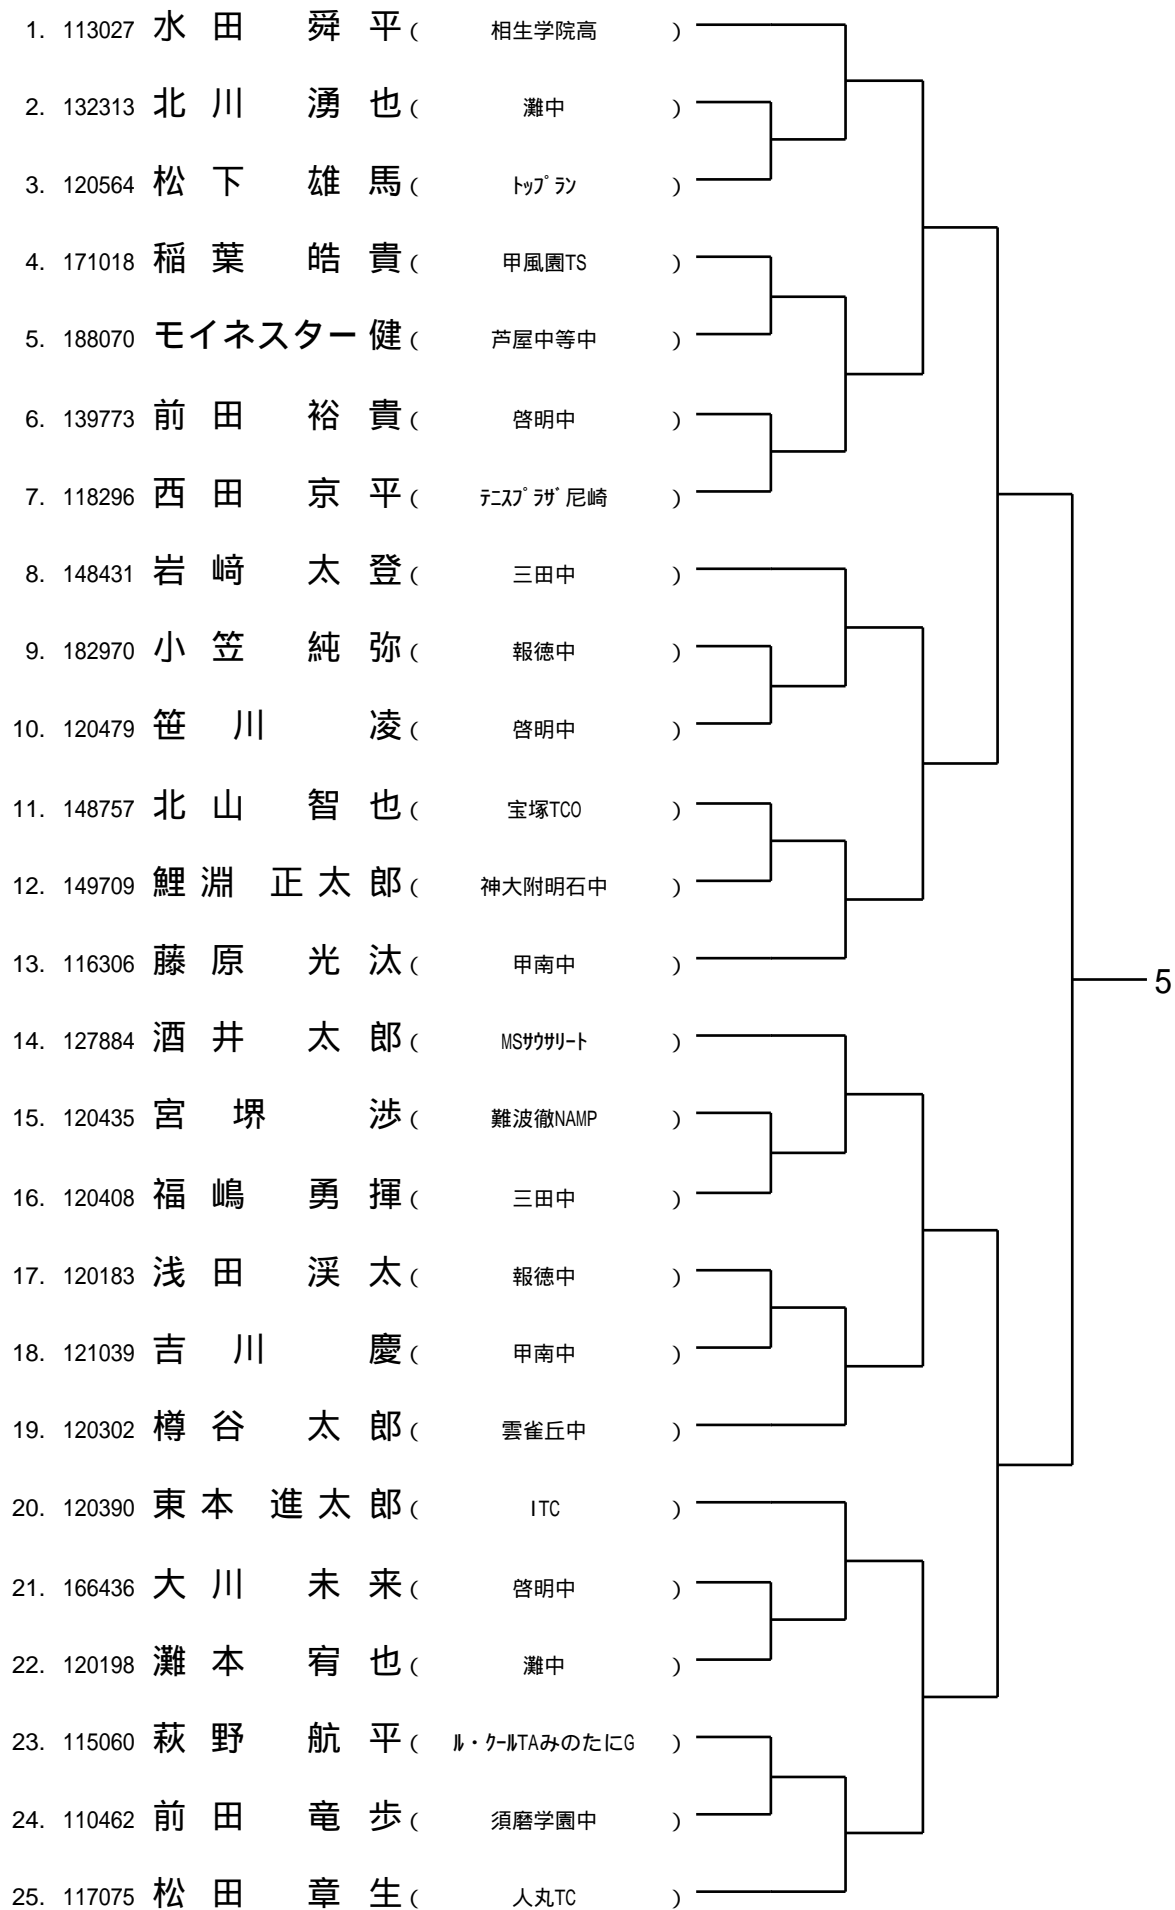 1. 113027 水田 舜平 ( 相生学院高 )
2. 132313 北川 湧也 ( 灘中 )
3. 120564 松下 雄馬 ( ﾄｯﾌﾟﾗﾝ )
4. 171018 稲葉 皓貴 ( 甲風園TS )
5. 188070 モイネスター 健 ( 芦屋中等中 )
6. 139773 前田 裕貴 ( 啓明中 )
7. 118296 西田 京平 ( ﾃﾆｽﾌﾟﾗｻﾞ尼崎 )
8. 148431 岩﨑 太登 ( 三田中 )
9. 182970 小笠 純弥 ( 報徳中 )
10. 120479 笹川 凌 ( 啓明中 )
11. 148757 北山 智也 ( 宝塚TCO )
12. 149709 鯉淵 正太郎 ( 神大附明石中 )
13. 116306 藤原 光汰 ( 甲南中 )
5
14. 127884 酒井 太郎 ( MSｻｳｻﾘｰﾄ )
15. 120435 宮堺 渉 ( 難波徹NAMP )
16. 120408 福嶋 勇揮 ( 三田中 )
17. 120183 浅田 渓太 ( 報徳中 )
18. 121039 吉川 慶 ( 甲南中 )
19. 120302 樽谷 太郎 ( 雲雀丘中 )
20. 120390 東本 進太郎 ( ITC )
21. 166436 大川 未来 ( 啓明中 )
22. 120198 灘本 宥也 ( 灘中 )
23. 115060 萩野 航平 ( ﾙ・ｸｰﾙTAみのたにG )
24. 110462 前田 竜歩 ( 須磨学園中 )
25. 117075 松田 章生 ( 人丸TC )